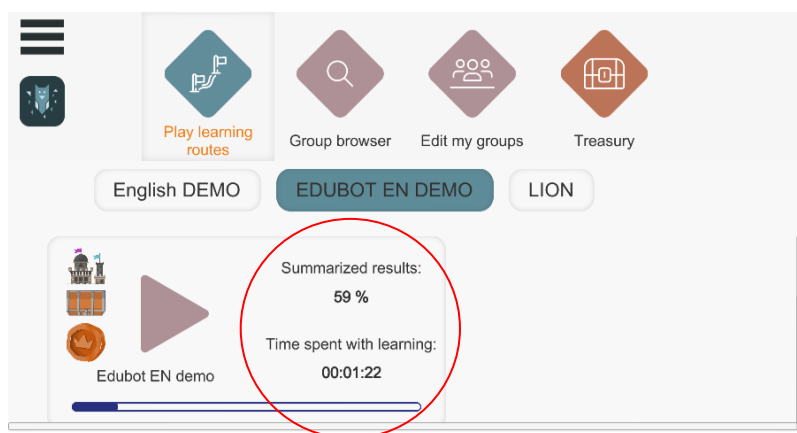 Play learning
routes
Group browser
Edit my groups
Treasury
English DEMO
EDUBOT EN DEMO
LION
Summarized results:
59 %
Time spent with learning:
00:01:22
Edubot EN demo